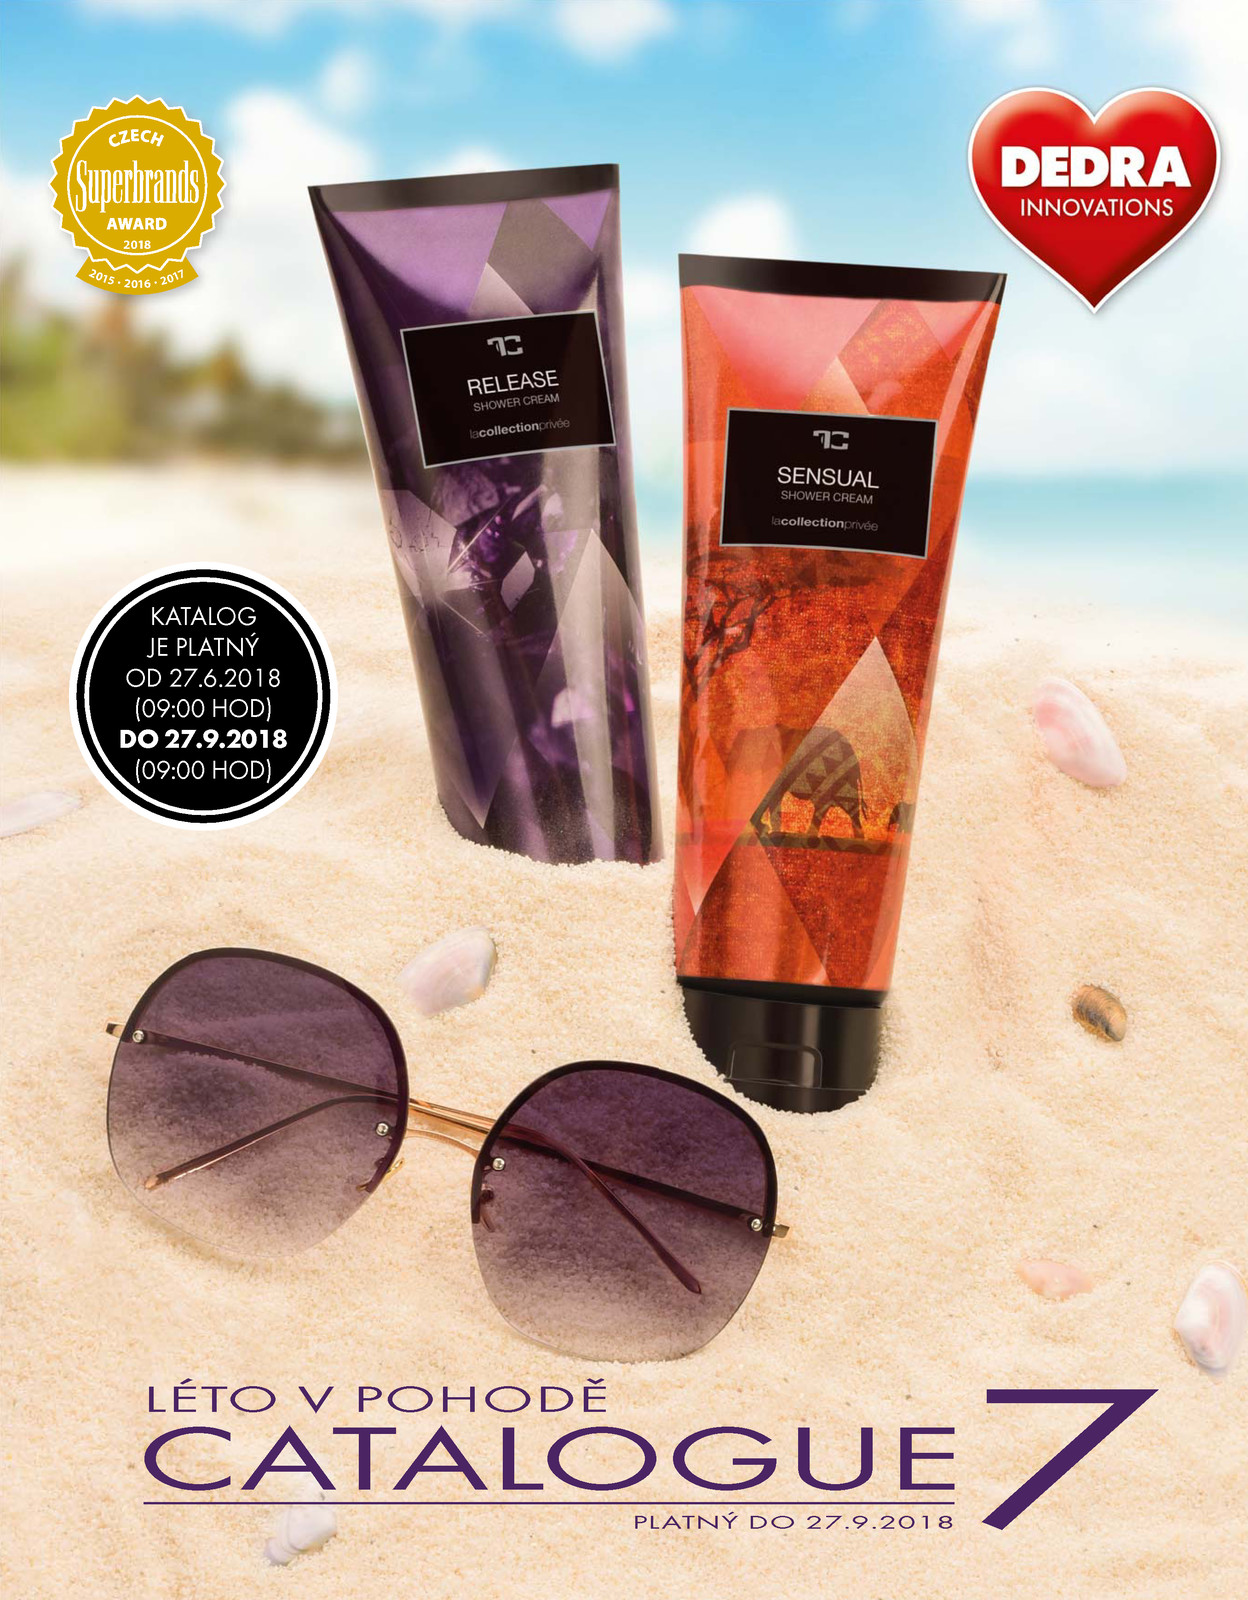 CZECH
Superbrands
AWARD
2018
2015 • 2016 • 2017
DEDRA
INNOVATIONS
RELEASE
SHOWER CREAM
lacollectionprivée
SENSUAL
SHOWER CREAM
lacollectionprivée
KATALOG
JE PLATNÝ
OD 27.6.2018
(09:00 HOD)
DO 27.9.2018
(09:00 HOD)
LÉTO V POHODĚ
CATALOGUE 7
PLATNÝ DO 27.9.2018